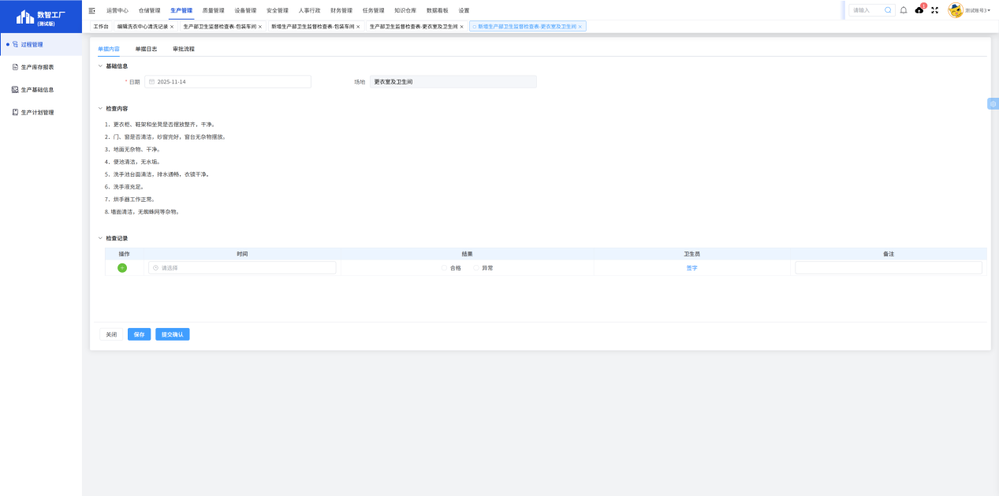 数智工厂
(测试版)
运营中心 仓储管理 生产管理 质量管理 设备管理 安全管理 人事行政 财务管理 任务管理 知识仓库 数据看板 设置
请输入
1
测试账号3
工作台 编辑洗衣中心清洗记录 × 生产部卫生监督检查表-包装车间 × 新增生产部卫生监督检查表-包装车间 × 生产部卫生监督检查表-更衣室及卫生间 × 新增生产部卫生监督检查表-更衣室及卫生间 ×
过程管理
生产库存报表
生产基础信息
生产计划管理
单据内容 单据日志 审批流程
基础信息
* 日期 2025-11-14 场地 更衣室及卫生间
检查内容
1、更衣柜、鞋架和坐凳是否摆放整齐，干净。
2、门、窗是否清洁，纱窗完好，窗台无杂物摆放。
3、地面无杂物、干净。
4、便池清洁，无水垢。
5、洗手池台面清洁，排水通畅，衣镜干净。
6、洗手液充足。
7、烘手器工作正常。
8. 墙面清洁，无蜘蛛网等杂物。
检查记录
操作 时间 结果 卫生员 备注
请选择 合格 异常 签字
关闭 保存 提交确认